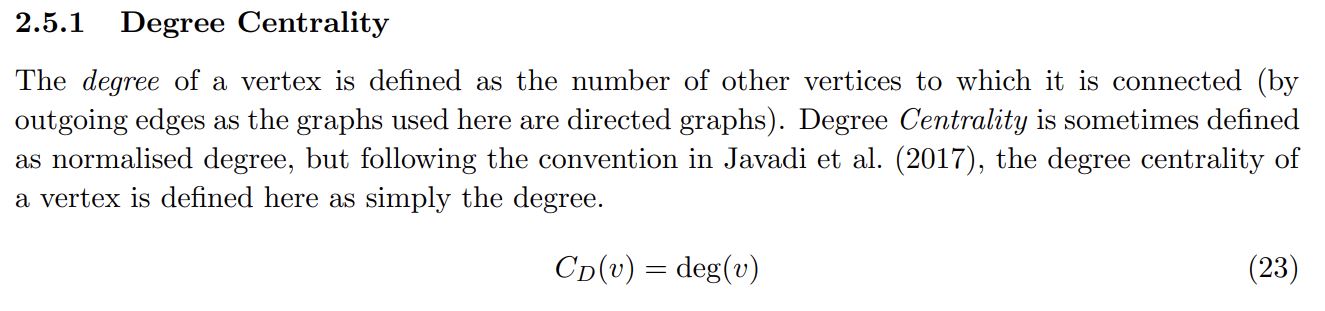 2.5.1 Degree Centrality
The degree of a vertex is defined as the number of other vertices to which it is connected (by
outgoing edges as the graphs used here are directed graphs). Degree Centrality is sometimes defined
as normalised degree, but following the convention in Javadi et al. (2017), the degree centrality of
a vertex is defined here as simply the degree.
C_D(v) = deg(v) (23)